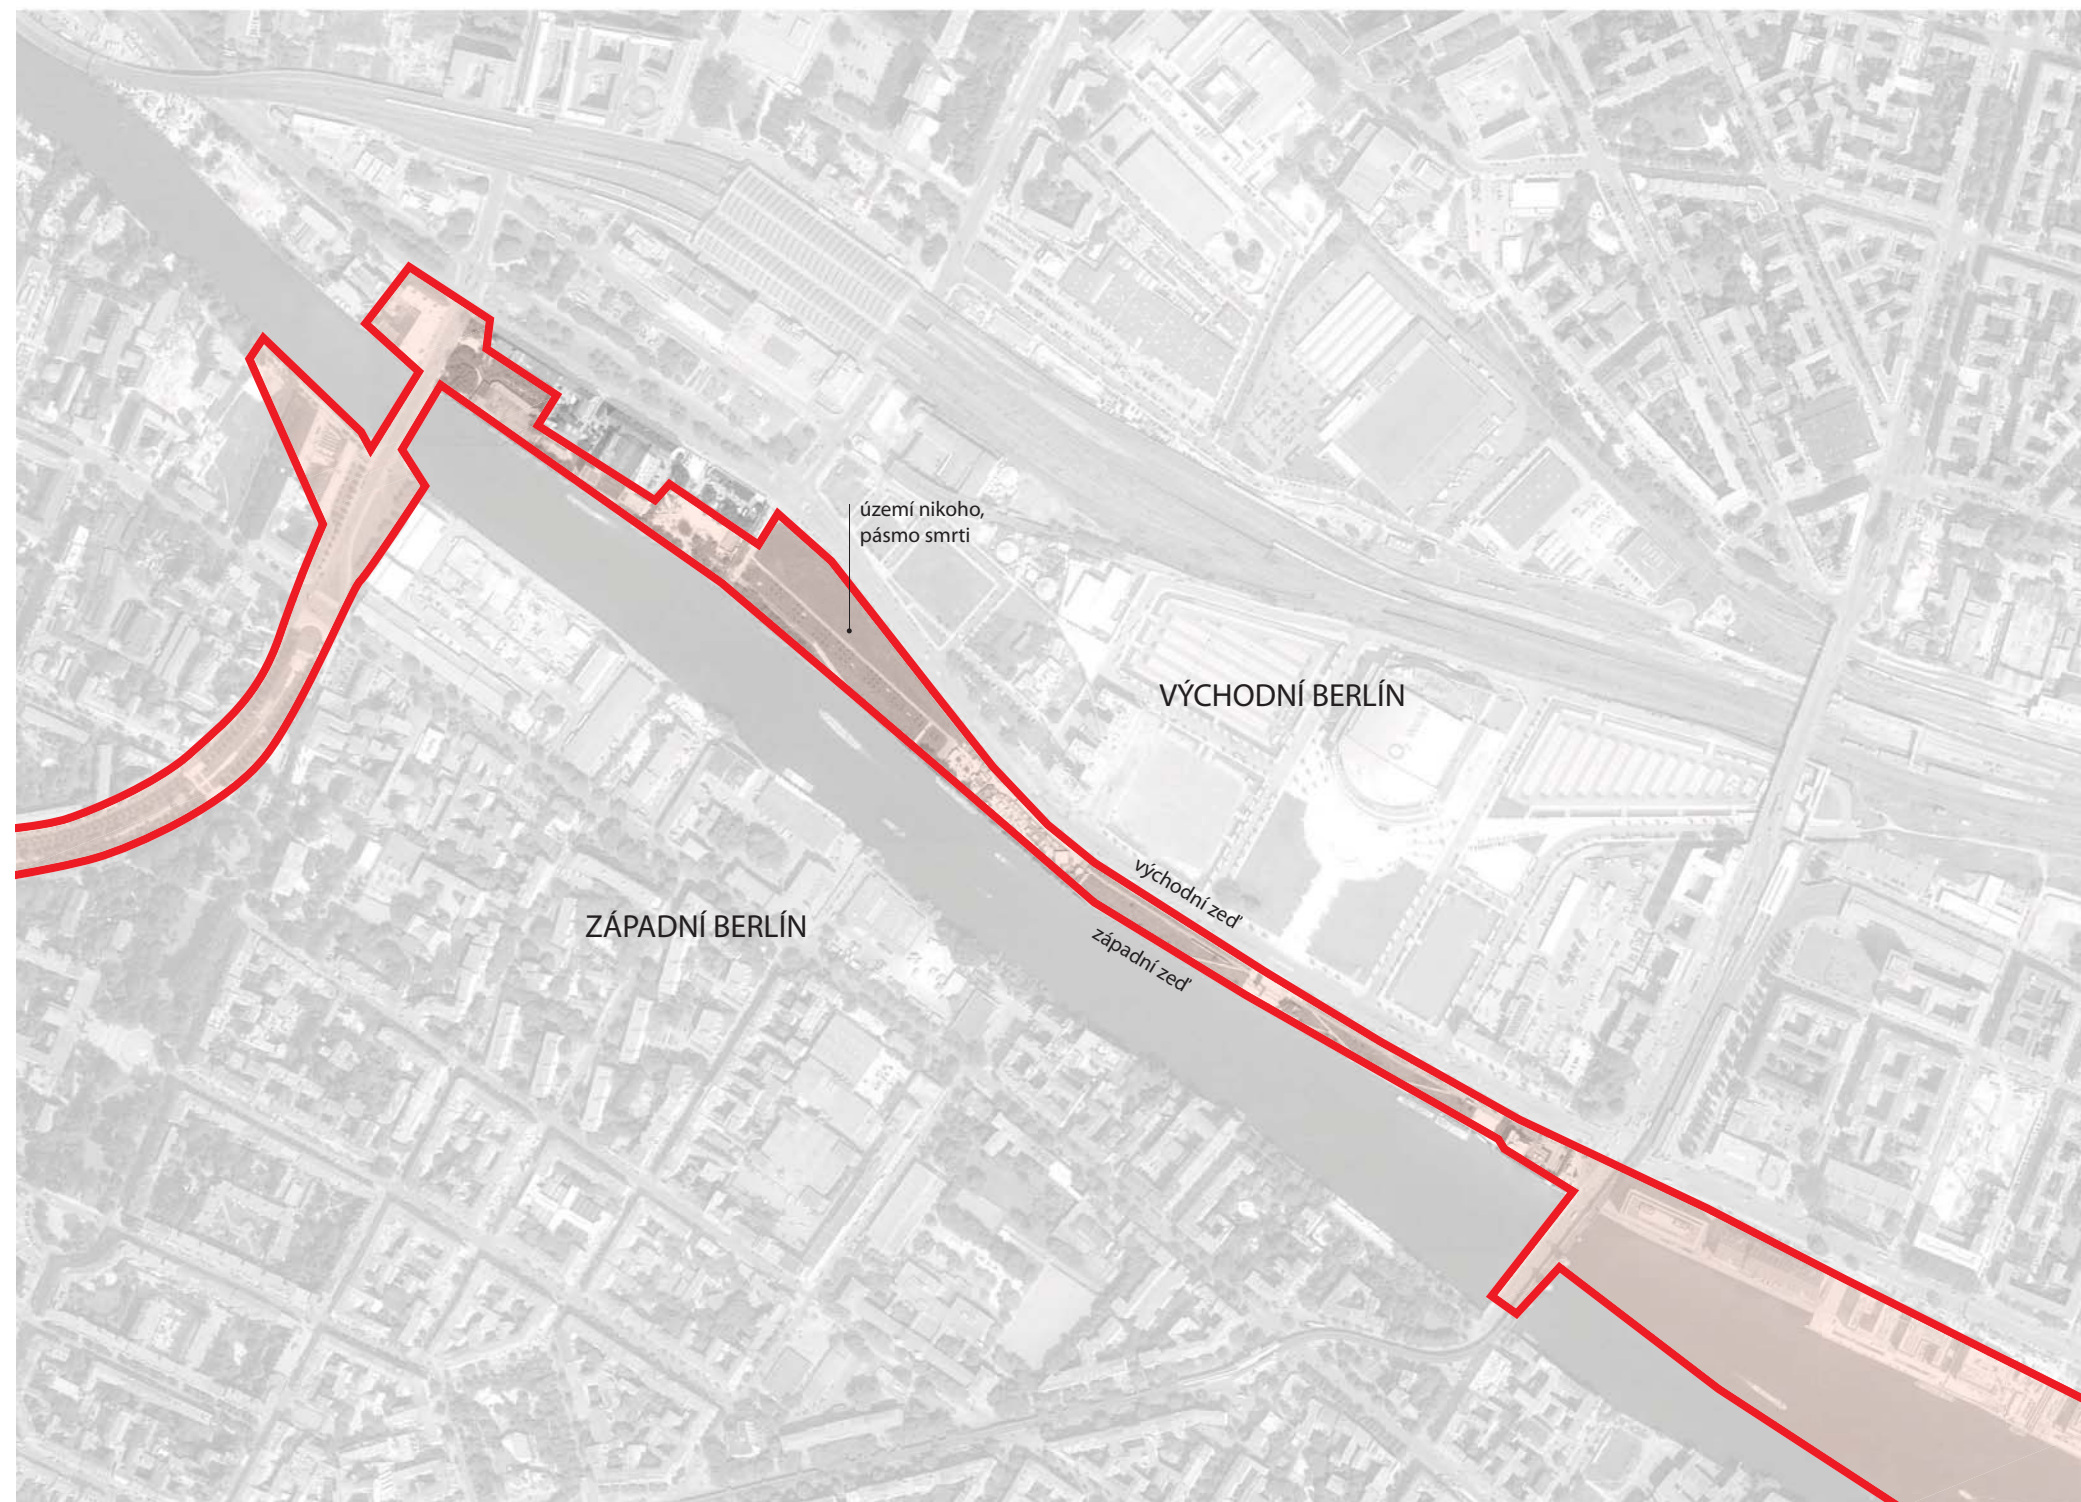 území nikoho,
pásmo smrti
VÝCHODNÍ BERLÍN
východní zeď
západní zeď
ZÁPADNÍ BERLÍN